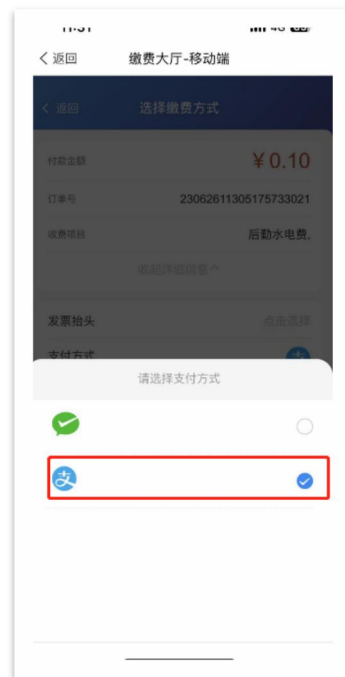 返回
缴费大厅-移动端
返回
选择缴费方式
付款金额
¥0.10
订单号
23062611305175733021
收费项目
后勤水电费,
收起详细信息
发票抬头
点击选择
支付方式
请选择支付方式
支